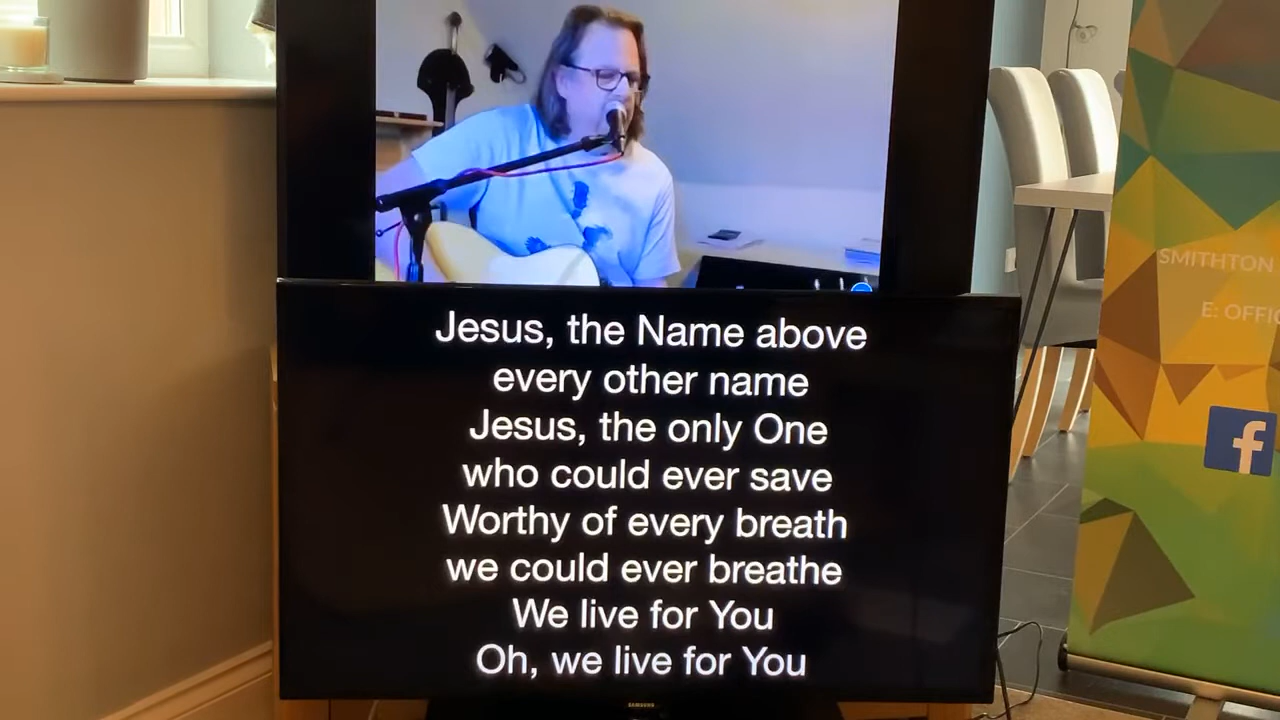 Jesus, the Name above
every other name
Jesus, the only One
who could ever save
Worthy of every breath
we could ever breathe
We live for You
Oh, we live for You
SAMSUNG
SMITHTON
E: OFFIC
f